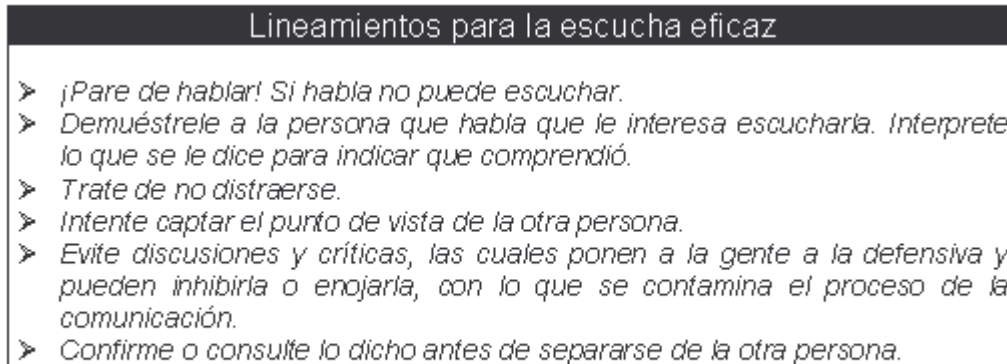 Lineamientos para la escucha eficaz
➤ ¡Pare de hablar! Si habla no puede escuchar.
➤ Demuéstrele a la persona que habla que le interesa escucharla. Interprete
lo que se le dice para indicar que comprendió.
➤ Trate de no distraerse.
➤ Intente captar el punto de vista de la otra persona.
➤ Evite discusiones y críticas, las cuales ponen a la gente a la defensiva y
pueden inhibirla o enojarla, con lo que se contamina el proceso de la
comunicación.
➤ Confirme o consulte lo dicho antes de separarse de la otra persona.